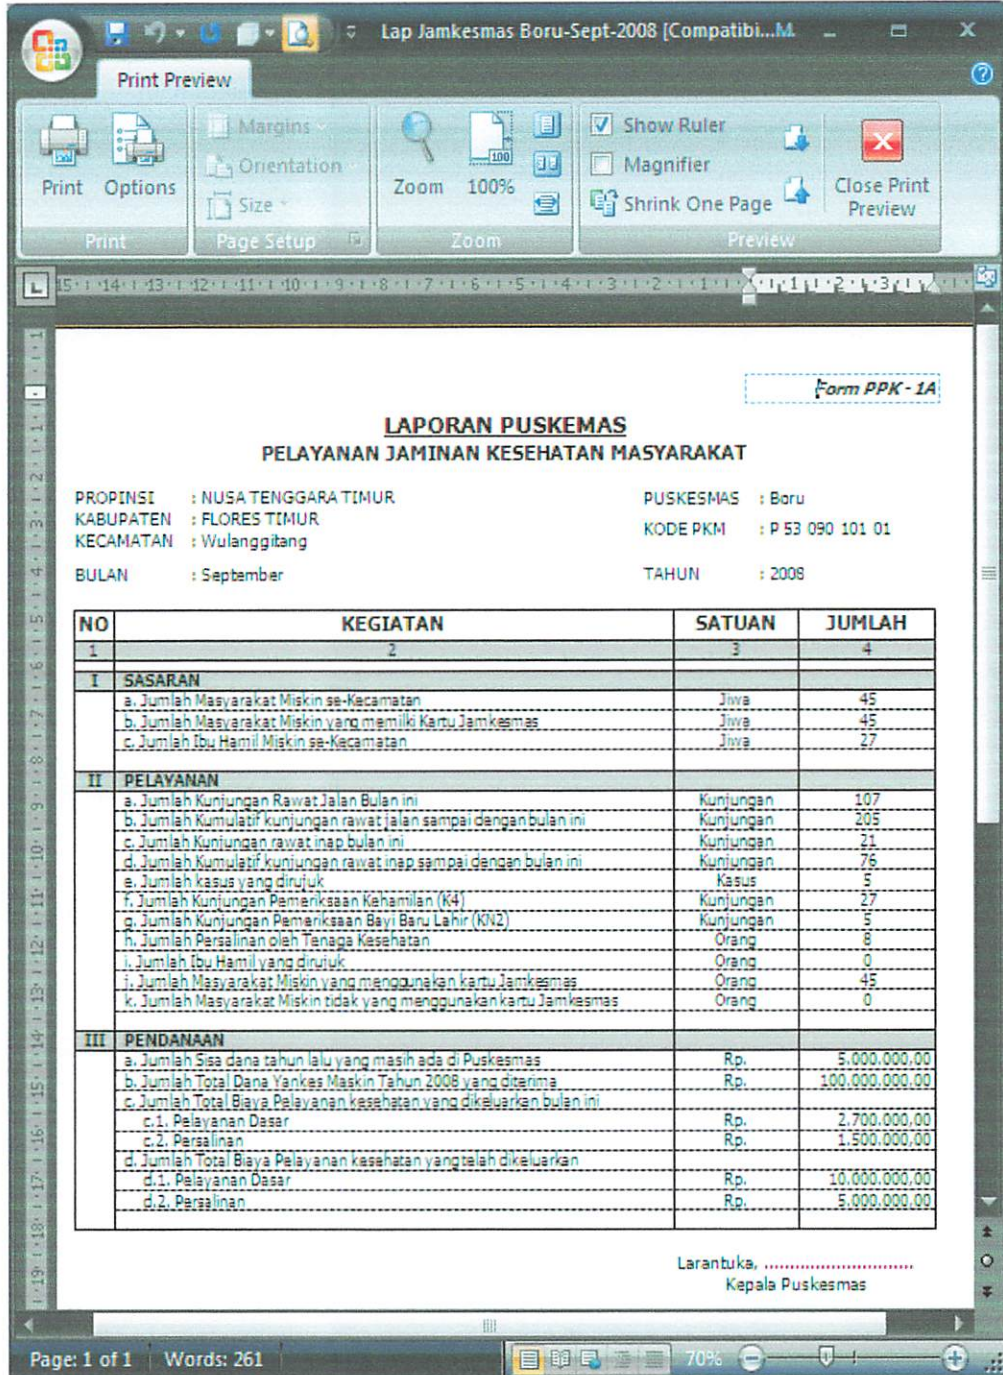 Lap Jamkesmas Boru-Sept-2008 [Compatibi...M.
Print Preview
Print
Options
Margins
Orientation
Size
Zoom
100%
Show Ruler
Magnifier
Shrink One Page
Close Print Preview
Print
Page Setup
Zoom
Preview
Form PPK - 1A
LAPORAN PUSKEMAS
PELAYANAN JAMINAN KESEHATAN MASYARAKAT
PROPINSI : NUSA TENGGARA TIMUR PUSKESMAS : Boru
KABUPATEN : FLORES TIMUR KODE PKM : P 53 090 101 01
KECAMATAN : Wulanggitang
BULAN : September TAHUN : 2008
NO KEGIATAN SATUAN JUMLAH
1 2 3 4
I SASARAN
a. Jumlah Masyarakat Miskin se-Kecamatan Jiwa 45
b. Jumlah Masyarakat Miskin yang memilki Kartu Jamkesmas Jiwa 45
c. Jumlah Ibu Hamil Miskin se-Kecamatan Jiwa 27
II PELAYANAN
a. Jumlah Kunjungan Rawat Jalan Bulan ini Kunjungan 107
b. Jumlah Kumulatif kunjungan rawat jalan sampai dengan bulan ini Kunjungan 205
c. Jumlah Kunjungan rawat inap bulan ini Kunjungan 21
d. Jumlah Kumulatif kunjungan rawat inap sampai dengan bulan ini Kunjungan 76
e. Jumlah kasus yang dirujuk Kasus 5
f. Jumlah Kunjungan Pemeriksaan Kehamilan (K4) Kunjungan 27
g. Jumlah Kunjungan Pemeriksaan Bayi Baru Lahir (KN2) Kunjungan 5
h. Jumlah Persalinan oleh Tenaga Kesehatan Orang 8
i. Jumlah Ibu Hamil yang dirujuk Orang 0
j. Jumlah Masyarakat Miskin yang menggunakan kartu Jamkesmas Orang 45
k. Jumlah Masyarakat Miskin tidak yang menggunakan kartu Jamkesmas Orang 0
III PENDANAAN
a. Jumlah Sisa dana tahun lalu yang masih ada di Puskesmas Rp. 5.000.000,00
b. Jumlah Total Dana Yankes Maskin Tahun 2008 yang diterima Rp. 100.000.000,00
c. Jumlah Total Biaya Pelayanan kesehatan yang dikeluarkan bulan ini
c.1. Pelayanan Dasar Rp. 2.700.000,00
c.2. Persalinan Rp. 1.500.000,00
d. Jumlah Total Biaya Pelayanan kesehatan yang telah dikeluarkan
d.1. Pelayanan Dasar Rp. 10.000.000,00
d.2. Persalinan Rp. 5.000.000,00
Larantuka, ..............................
Kepala Puskesmas
Page: 1 of 1 Words: 261 70%